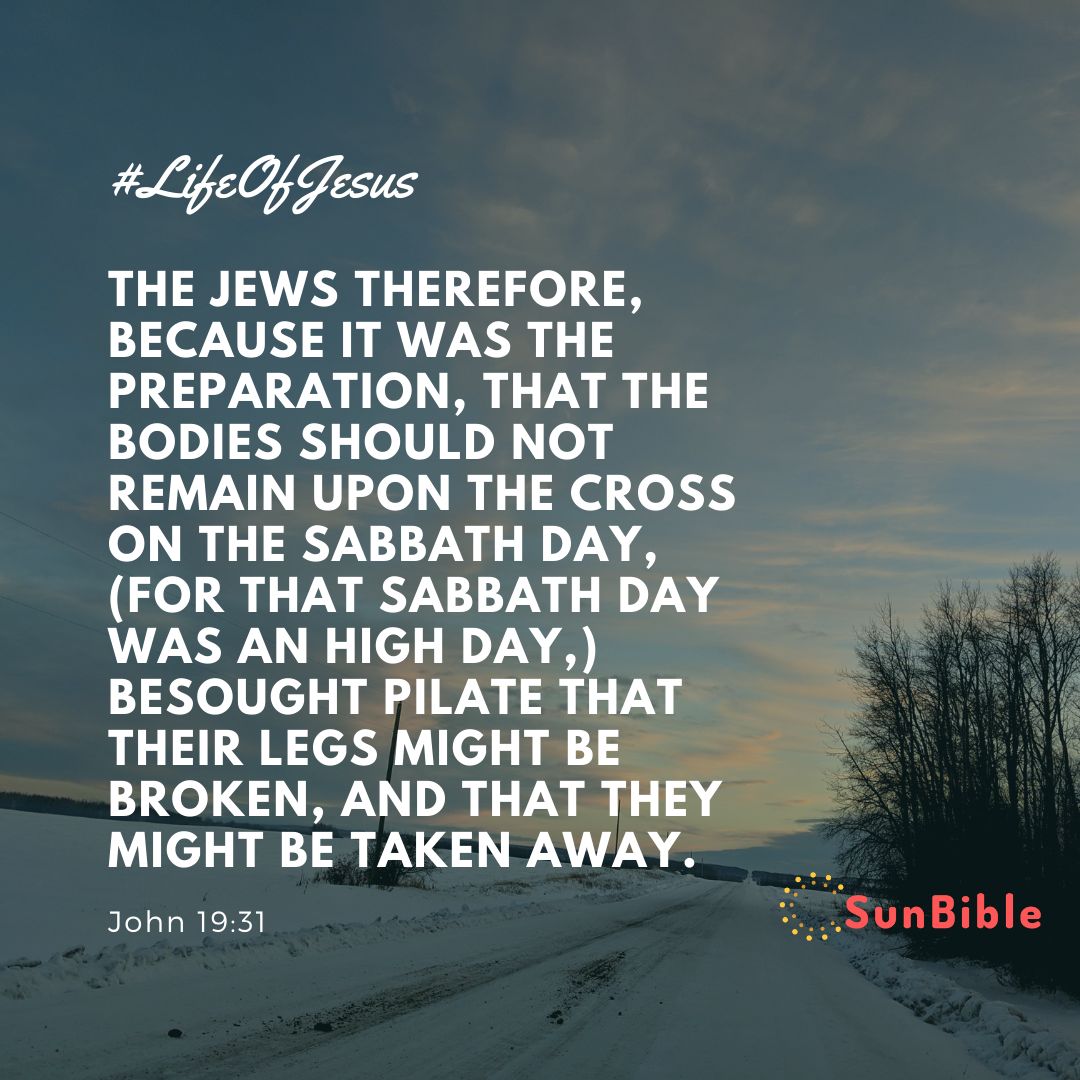 #LifeOfJesus
THE JEWS THEREFORE,
BECAUSE IT WAS THE
PREPARATION, THAT THE
BODIES SHOULD NOT
REMAIN UPON THE CROSS
ON THE SABBATH DAY,
(FOR THAT SABBATH DAY
WAS AN HIGH DAY,)
BESOUGHT PILATE THAT
THEIR LEGS MIGHT BE
BROKEN, AND THAT THEY
MIGHT BE TAKEN AWAY.
John 19:31
SunBible